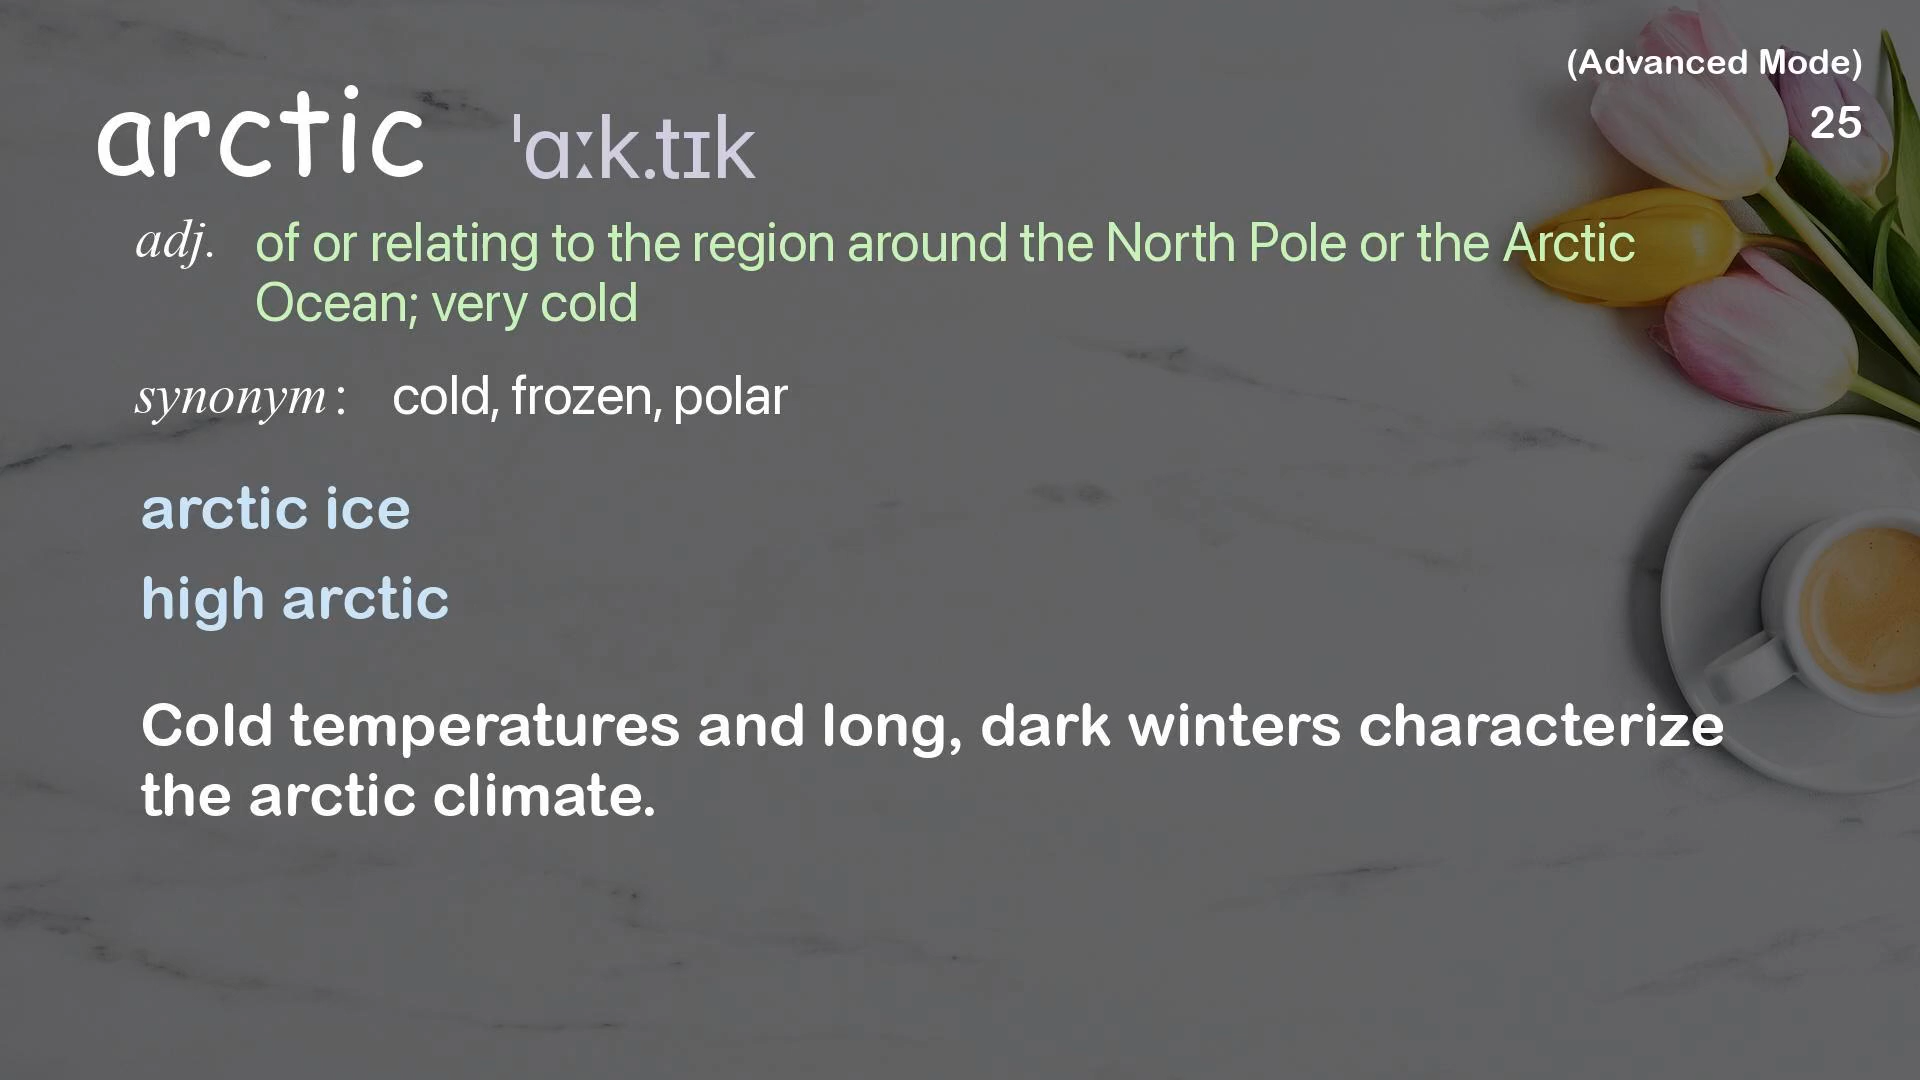 (Advanced Mode)
25
arctic ˈɑːk.tɪk
adj. of or relating to the region around the North Pole or the Arctic
Ocean; very cold
synonym: cold, frozen, polar
arctic ice
high arctic
Cold temperatures and long, dark winters characterize
the arctic climate.